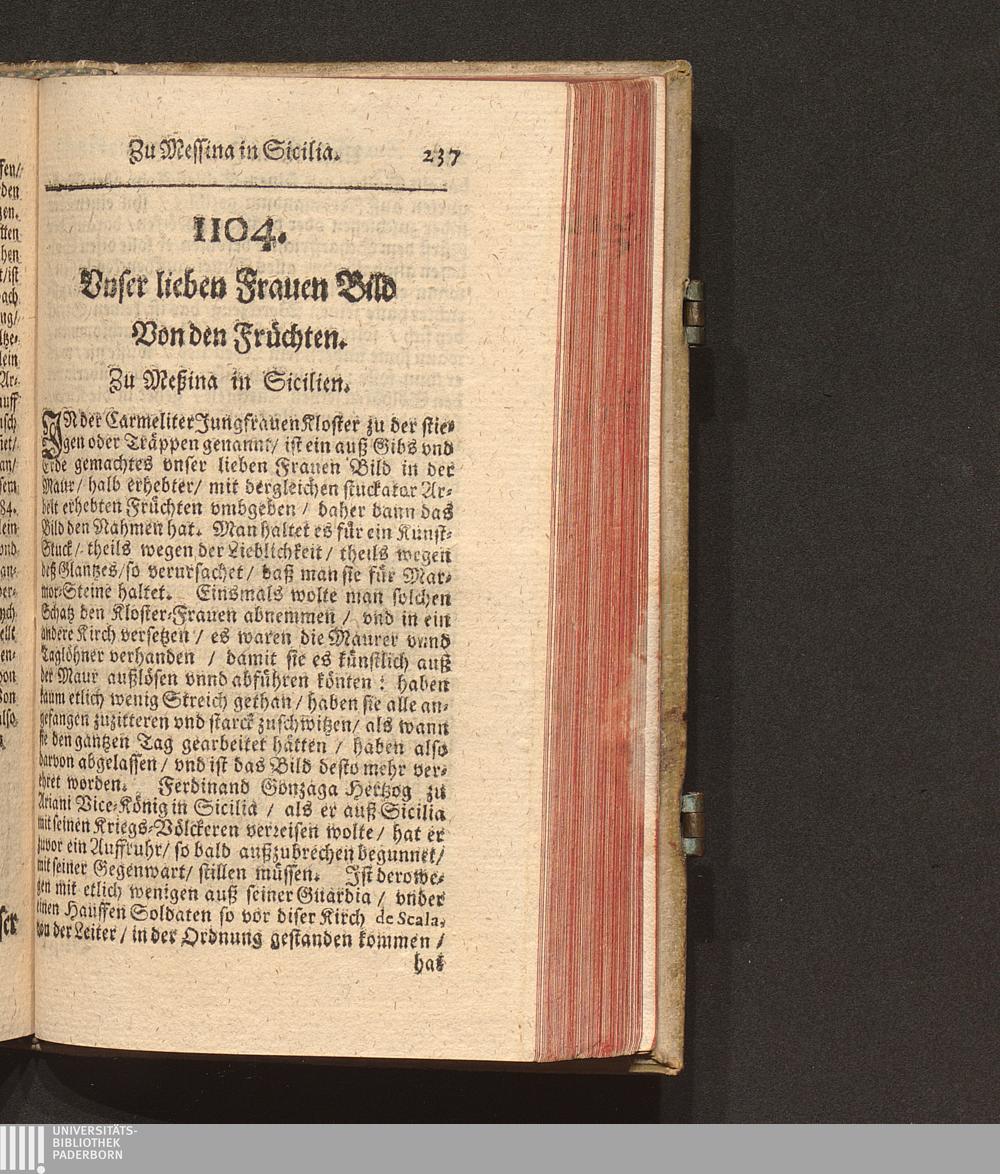 Zu Messina in Sicilia. 237
1104.
Vnser lieben Frauen Bild
Von den Früchten.
Zu Meßina in Sicilien.
IN der Carmeliter Jungfrauen Kloster zu der stie-
gen oder Träppen genannt/ ist ein auß Gibs vnd
Erde gemachtes vnser lieben Frauen Bild in der
Maur/ halb erhebter/ mit dergleichen stuckator Ar-
beit erhebten Früchten vmbgeben / daher dann das
Bild den Nahmen hat. Man haltet es für ein Kunst-
Stuck/ theils wegen der Lieblichkeit / theils wegen
deß Glantzes/so verursachet/ daß man sie für Mar-
mor-Steine haltet. Einsmals wolte man solchen
Schatz den Kloster-Frauen abnemmen / vnd in ein
andere Kirch versetzen / es waren die Maurer vnnd
Taglöhner verhanden / damit sie es künstlich auß
der Maur außlösen vnnd abführen könten: haben
kaum etlich wenig Streich gethan/ haben sie alle an-
gefangen zuzitteren vnd starck zuschwitzen/ als wann
sie den gantzen Tag gearbeitet hätten / haben also
darvon abgelassen/ vnd ist das Bild desto mehr ver-
ehret worden. Ferdinand Gonzaga Hertzog zu
Ariani Vice-König in Sicilia / als er auß Sicilia
mit seinen Kriegs-Völckeren verreisen wolte/ hat er
zuvor ein Auffruhr/ so bald außzubrechen begunnet/
mit seiner Gegenwart/ stillen müssen. Ist derowe-
gen mit etlich wenigen auß seiner Guardia / vnder
einen Hauffen Soldaten so vor diser Kirch de Scala,
von der Leiter / in der Ordnung gestanden kommen /
hat
UNIVERSITÄTS-
BIBLIOTHEK
PADERBORN